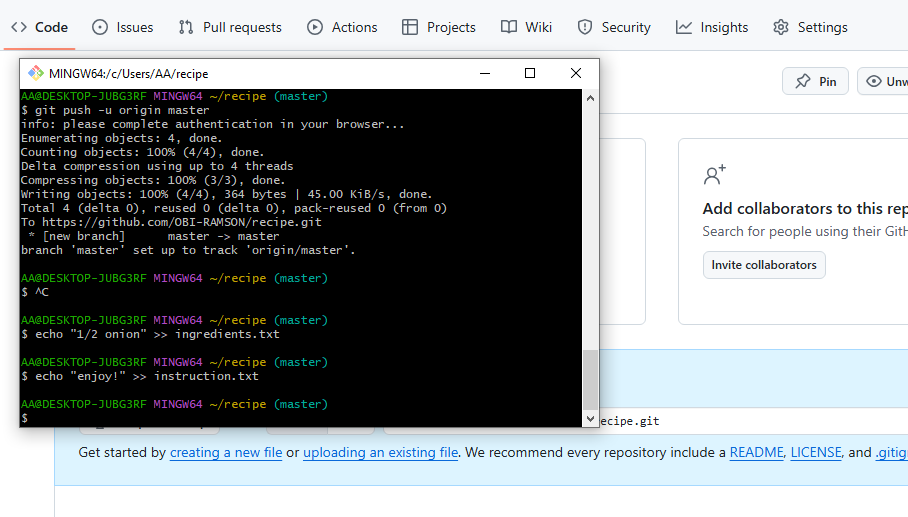 Code Issues Pull requests Actions Projects Wiki Security Insights Settings
MINGW64:/c/Users/AA/recipe
Pin
AA@DESKTOP-JUBG3RF MINGW64 ~/recipe (master)
$ git push -u origin master
info: please complete authentication in your browser...
Enumerating objects: 4, done.
Counting objects: 100% (4/4), done.
Delta compression using up to 4 threads
Compressing objects: 100% (3/3), done.
Writing objects: 100% (4/4), 364 bytes | 45.00 KiB/s, done.
Total 4 (delta 0), reused 0 (delta 0), pack-reused 0 (from 0)
To https://github.com/OBI-RAMSON/recipe.git
 * [new branch]      master -> master
branch 'master' set up to track 'origin/master'.
AA@DESKTOP-JUBG3RF MINGW64 ~/recipe (master)
$ ^C
AA@DESKTOP-JUBG3RF MINGW64 ~/recipe (master)
$ echo "1/2 onion" >> ingredients.txt
AA@DESKTOP-JUBG3RF MINGW64 ~/recipe (master)
$ echo "enjoy!" >> instruction.txt
AA@DESKTOP-JUBG3RF MINGW64 ~/recipe (master)
$
Unw
Add collaborators to this rep
Search for people using their GitH
Invite collaborators
ecipe.git
Get started by creating a new file or uploading an existing file. We recommend every repository include a README, LICENSE, and .gitig